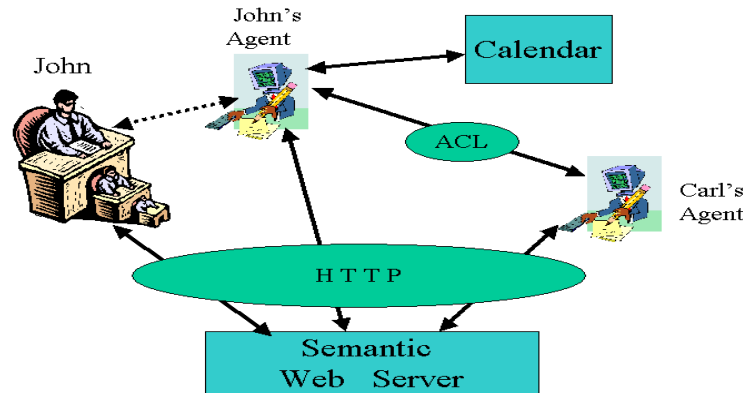 John's
Agent
Calendar
John
ACL
Carl's
Agent
H T T P
Semantic
Web Server